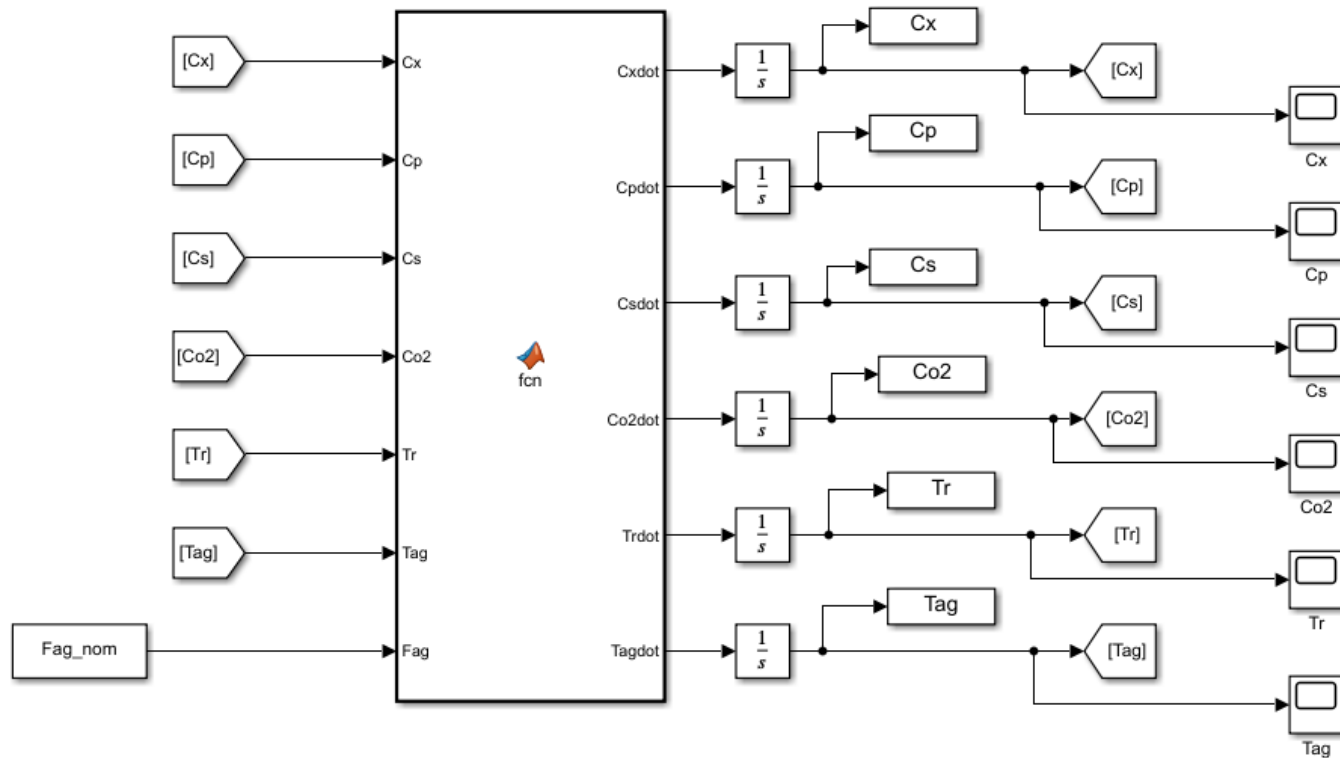 [Cx]
[Cp]
[Cs]
[Co2]
[Tr]
[Tag]
Fag_nom
Cx
Cp
Cs
Co2
Tr
Tag
Fag
fcn
Cxdot
Cpdot
Csdot
Co2dot
Trdot
Tagdot
1
s
1
s
1
s
1
s
1
s
1
s
Cx
Cp
Cs
Co2
Tr
Tag
[Cx]
[Cp]
[Cs]
[Co2]
[Tr]
[Tag]
Cx
Cp
Cs
Co2
Tr
Tag